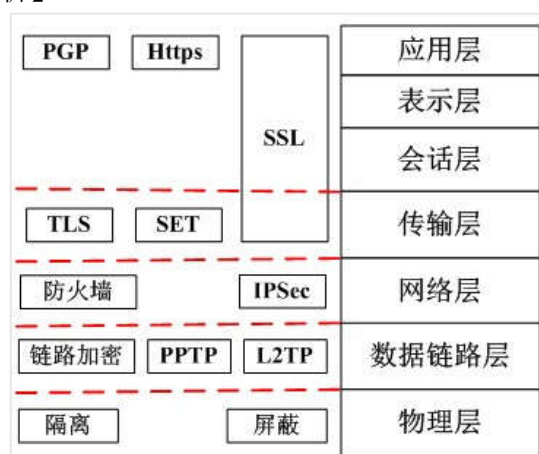 PGP Https 应用层
表示层
SSL
会话层
TLS SET 传输层
防火墙 IPSec 网络层
链路加密 PPTP L2TP 数据链路层
隔离 屏蔽 物理层